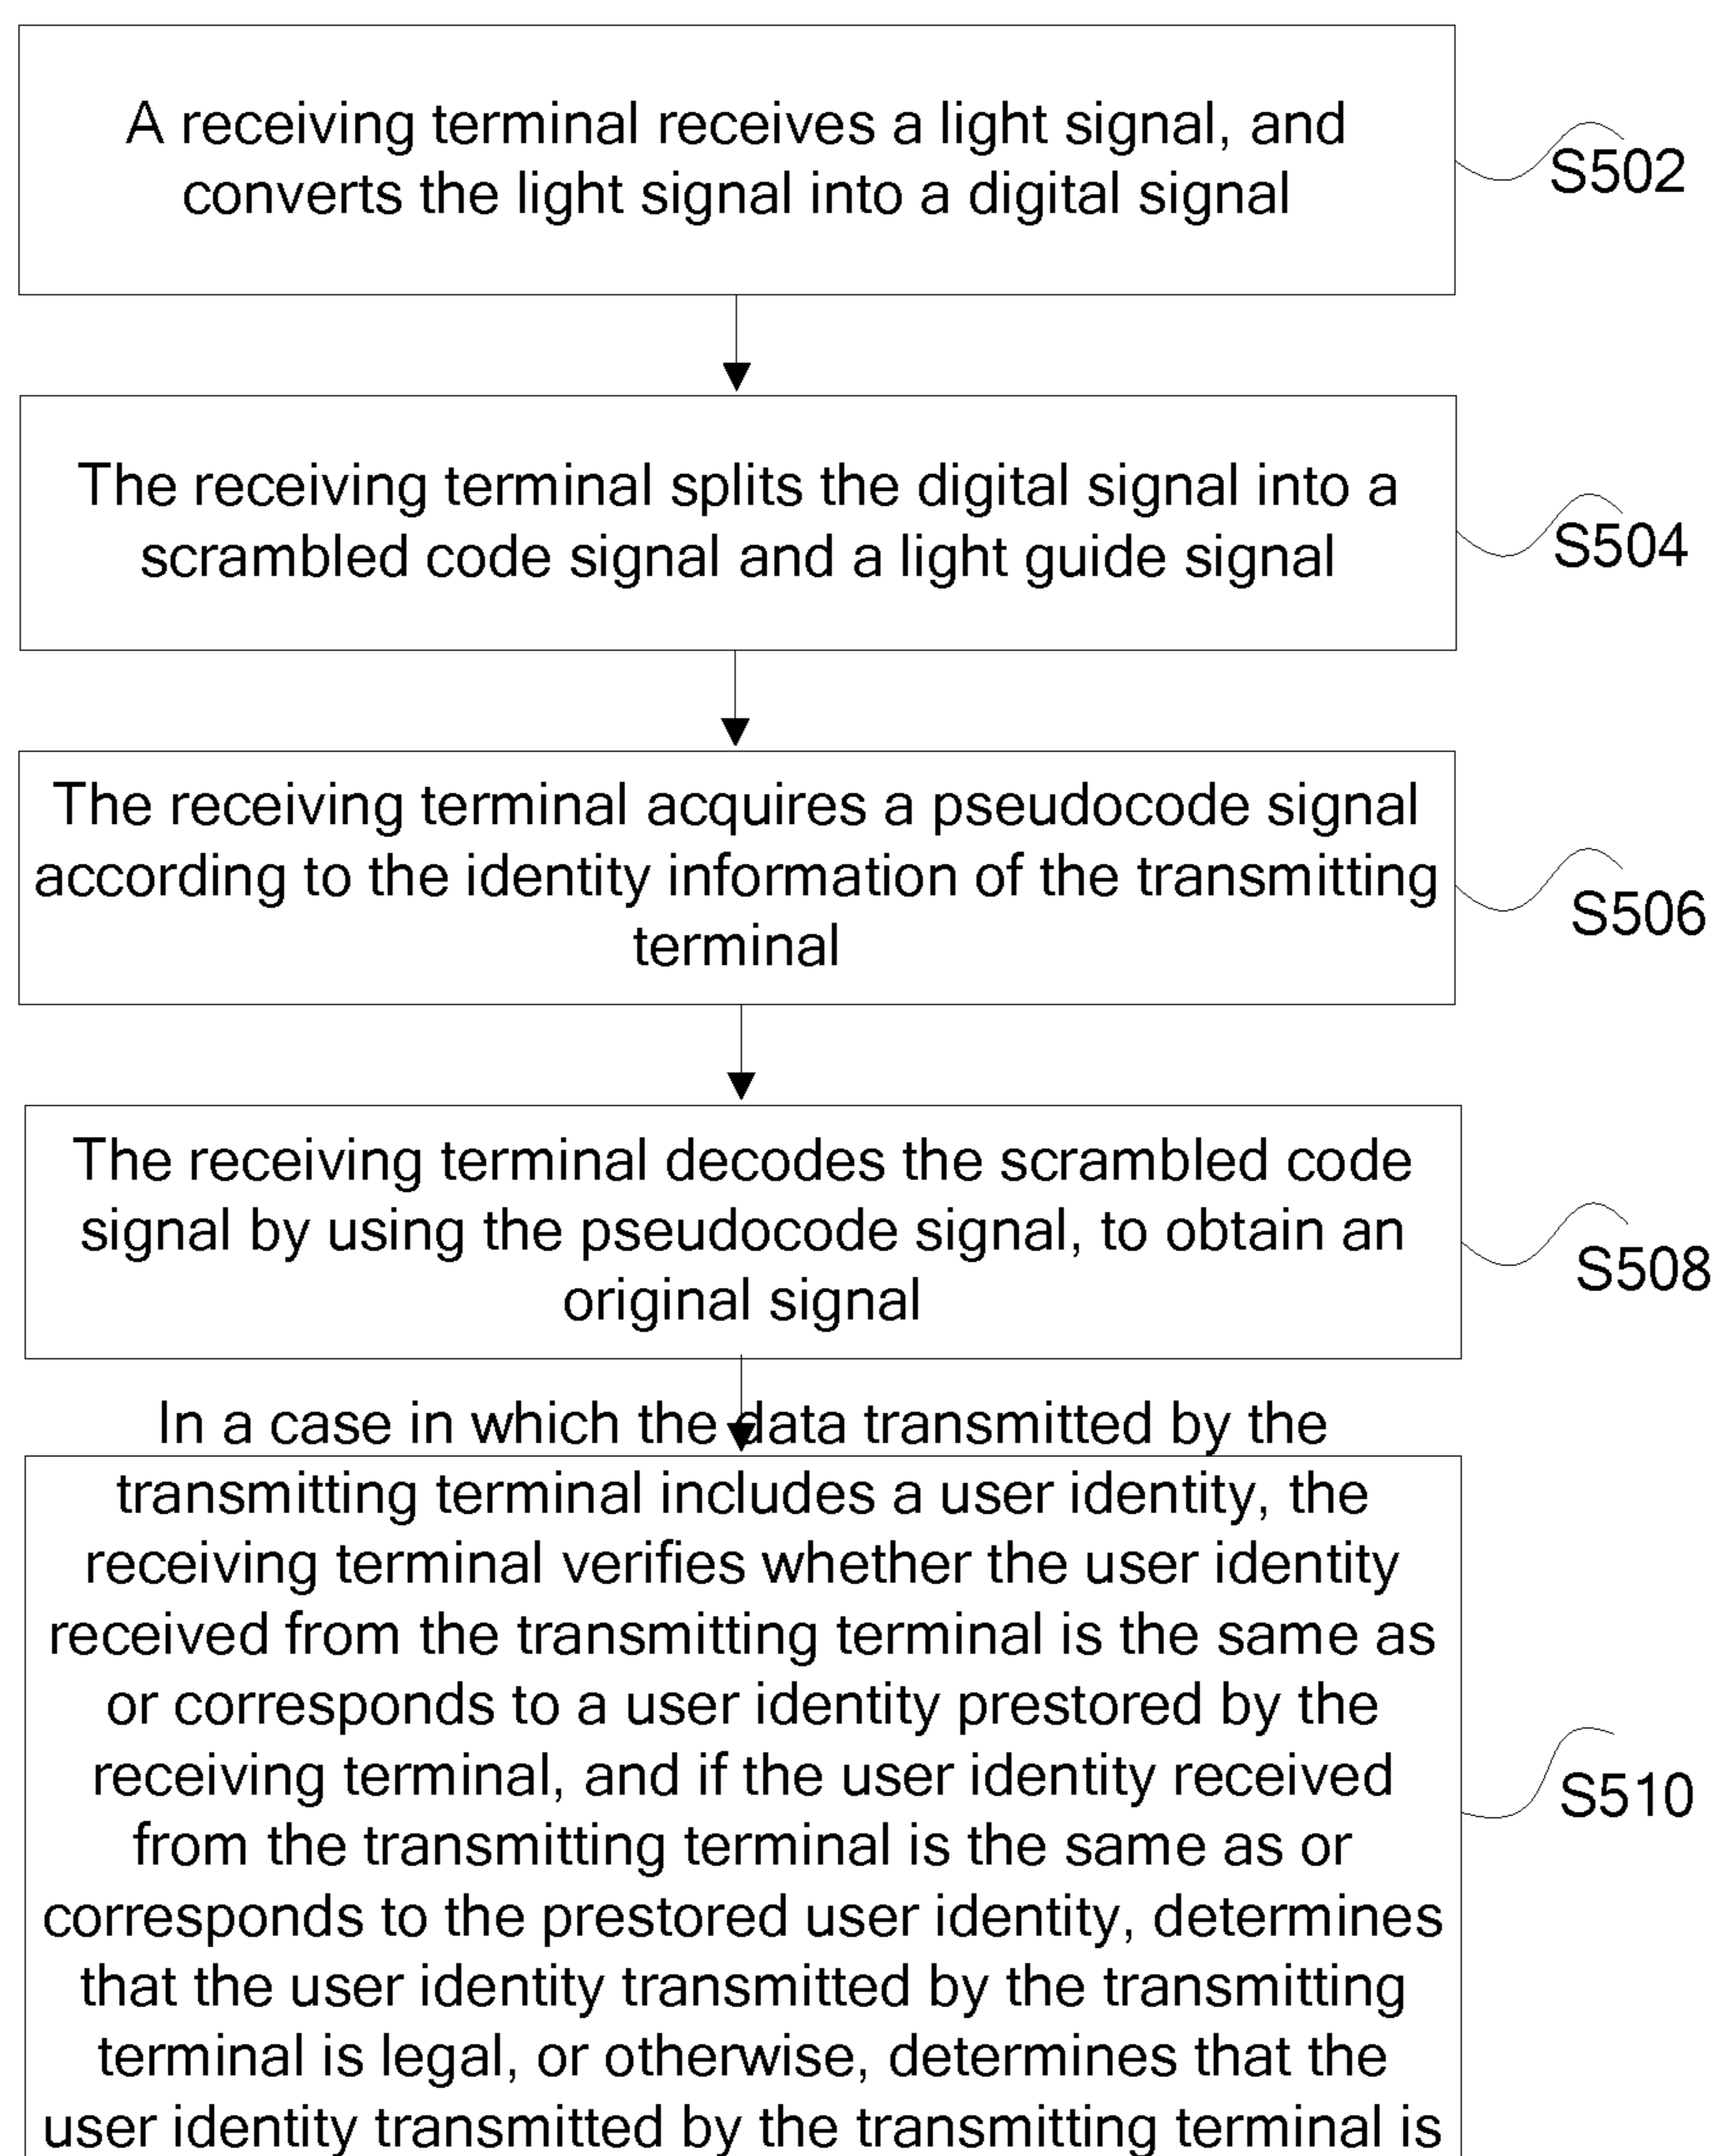 A receiving terminal receives a light signal, and
converts the light signal into a digital signal
S502
The receiving terminal splits the digital signal into a
scrambled code signal and a light guide signal
S504
The receiving terminal acquires a pseudocode signal
according to the identity information of the transmitting
terminal
S506
The receiving terminal decodes the scrambled code
signal by using the pseudocode signal, to obtain an
original signal
S508
In a case in which the data transmitted by the
transmitting terminal includes a user identity, the
receiving terminal verifies whether the user identity
received from the transmitting terminal is the same as
or corresponds to a user identity prestored by the
receiving terminal, and if the user identity received
from the transmitting terminal is the same as or
corresponds to the prestored user identity, determines
that the user identity transmitted by the transmitting
terminal is legal, or otherwise, determines that the
user identity transmitted by the transmitting terminal is
S510